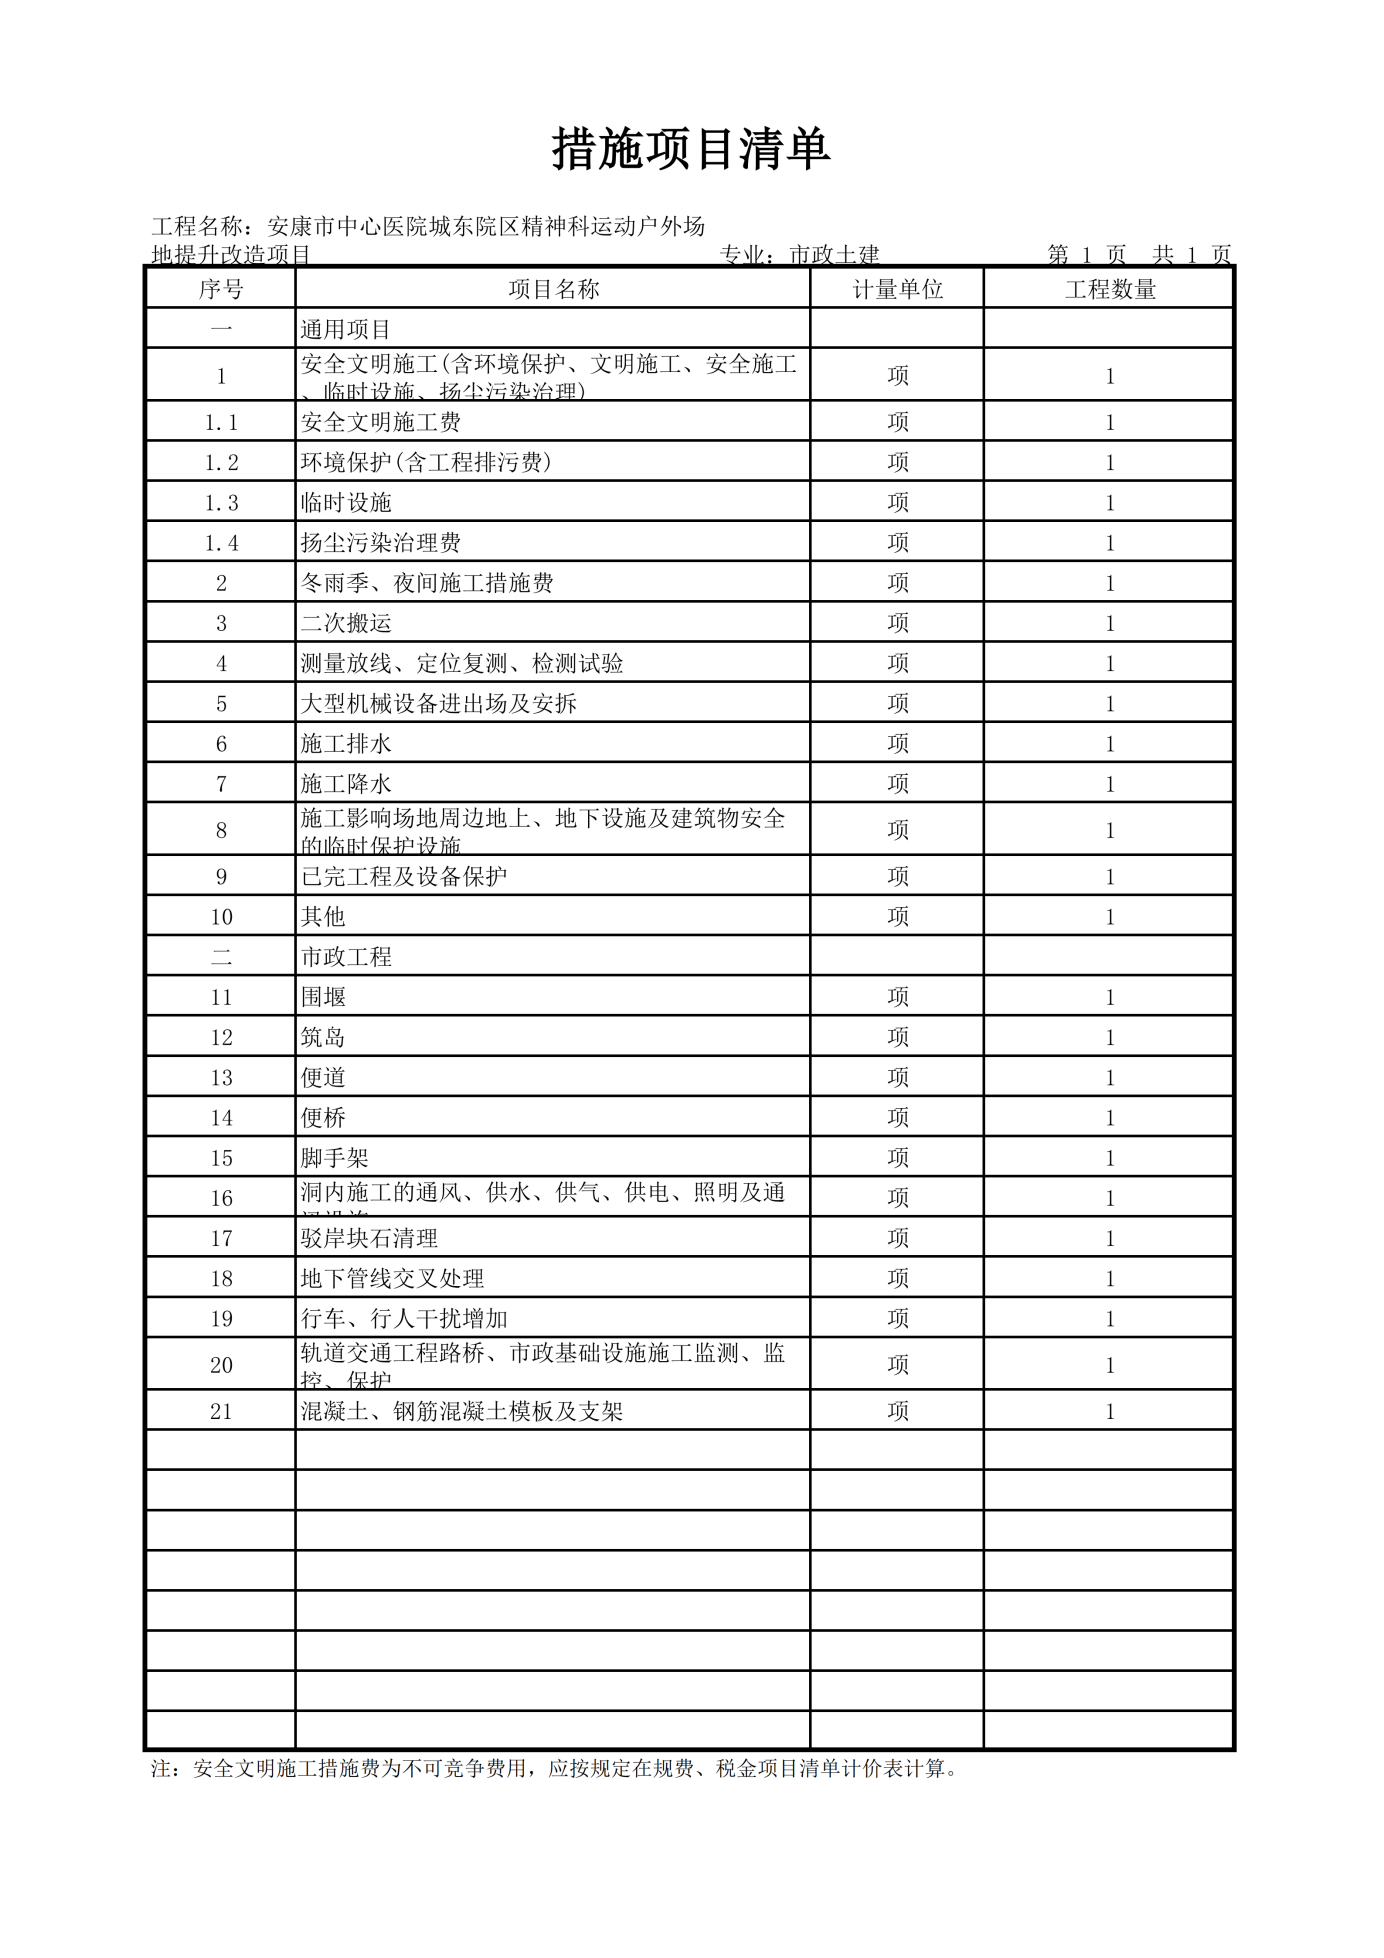 措施项目清单
工程名称：安康市中心医院城东院区精神科运动户外场
地提升改造项目 专业：市政土建 第 1 页 共 1 页
序号 项目名称 计量单位 工程数量
一 通用项目
1 安全文明施工(含环境保护、文明施工、安全施工 项 1
、临时设施、扬尘污染治理)
1.1 安全文明施工费 项 1
1.2 环境保护(含工程排污费) 项 1
1.3 临时设施 项 1
1.4 扬尘污染治理费 项 1
2 冬雨季、夜间施工措施费 项 1
3 二次搬运 项 1
4 测量放线、定位复测、检测试验 项 1
5 大型机械设备进出场及安拆 项 1
6 施工排水 项 1
7 施工降水 项 1
8 施工影响场地周边地上、地下设施及建筑物安全 项 1
的临时保护设施
9 已完工程及设备保护 项 1
10 其他 项 1
二 市政工程
11 围堰 项 1
12 筑岛 项 1
13 便道 项 1
14 便桥 项 1
15 脚手架 项 1
16 洞内施工的通风、供水、供气、供电、照明及通 项 1
17 驳岸块石清理 项 1
18 地下管线交叉处理 项 1
19 行车、行人干扰增加 项 1
20 轨道交通工程路桥、市政基础设施施工监测、监 项 1
控、保护
21 混凝土、钢筋混凝土模板及支架 项 1
注：安全文明施工措施费为不可竞争费用，应按规定在规费、税金项目清单计价表计算。